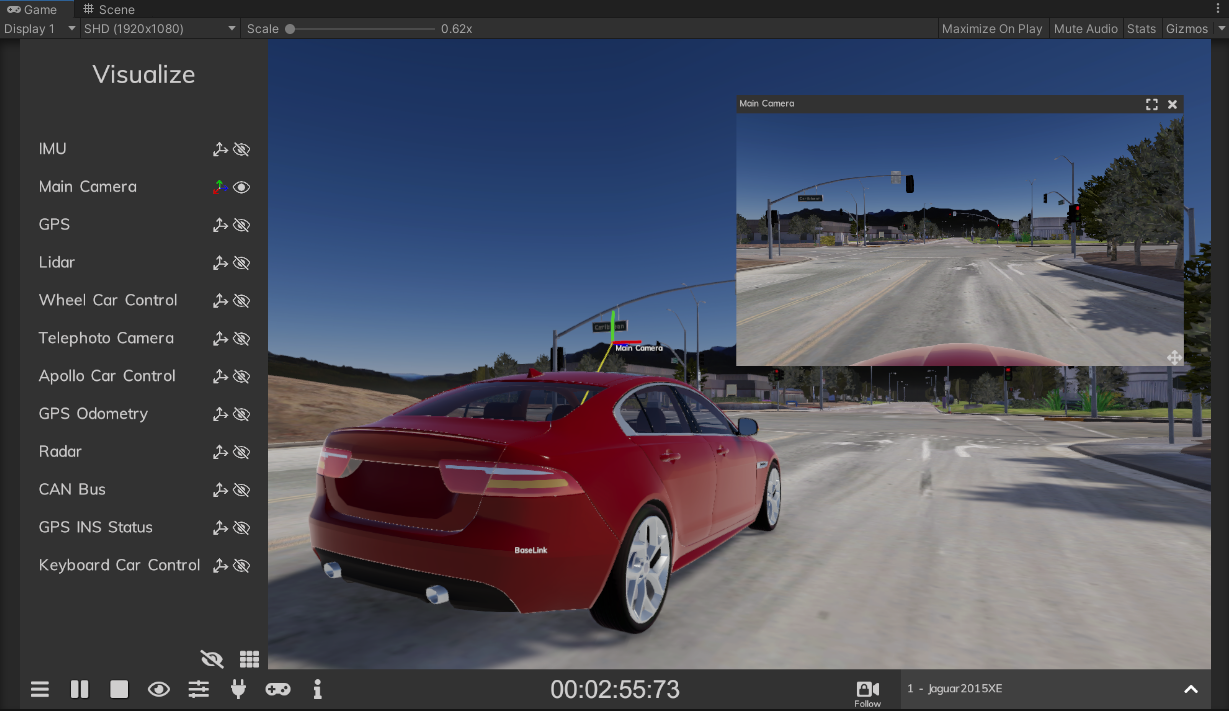 Game Scene
Display 1 SHD (1920x1080) Scale 0.62x Maximize On Play Mute Audio Stats Gizmos
Visualize
IMU
Main Camera
GPS
Lidar
Wheel Car Control
Telephoto Camera
Apollo Car Control
GPS Odometry
Radar
CAN Bus
GPS INS Status
Keyboard Car Control
Main Camera
Main Camera
BaseLink
00:02:55:73
Follow
1 - Jaguar2015XE